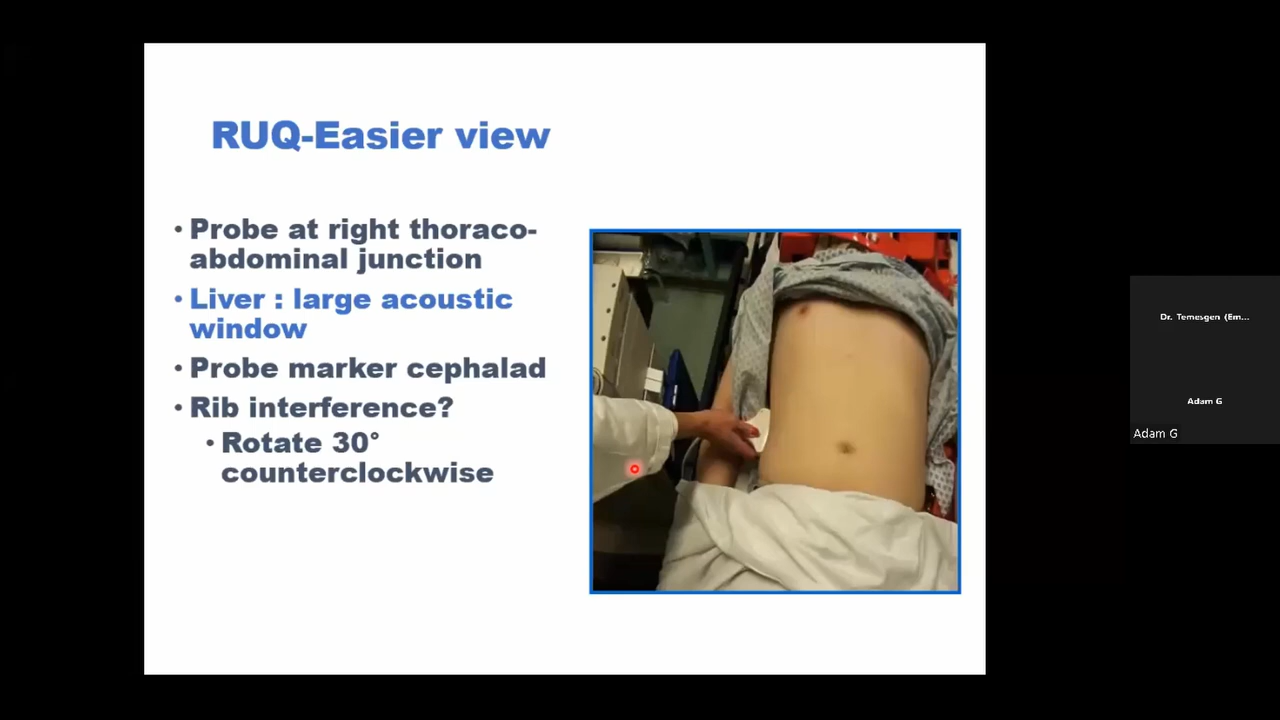 RUQ-Easier view
• Probe at right thoraco-
abdominal junction
• Liver : large acoustic
window
• Probe marker cephalad
• Rib interference?
• Rotate 30°
counterclockwise
Dr. Temesgen (Em...
Adam G
Adam G